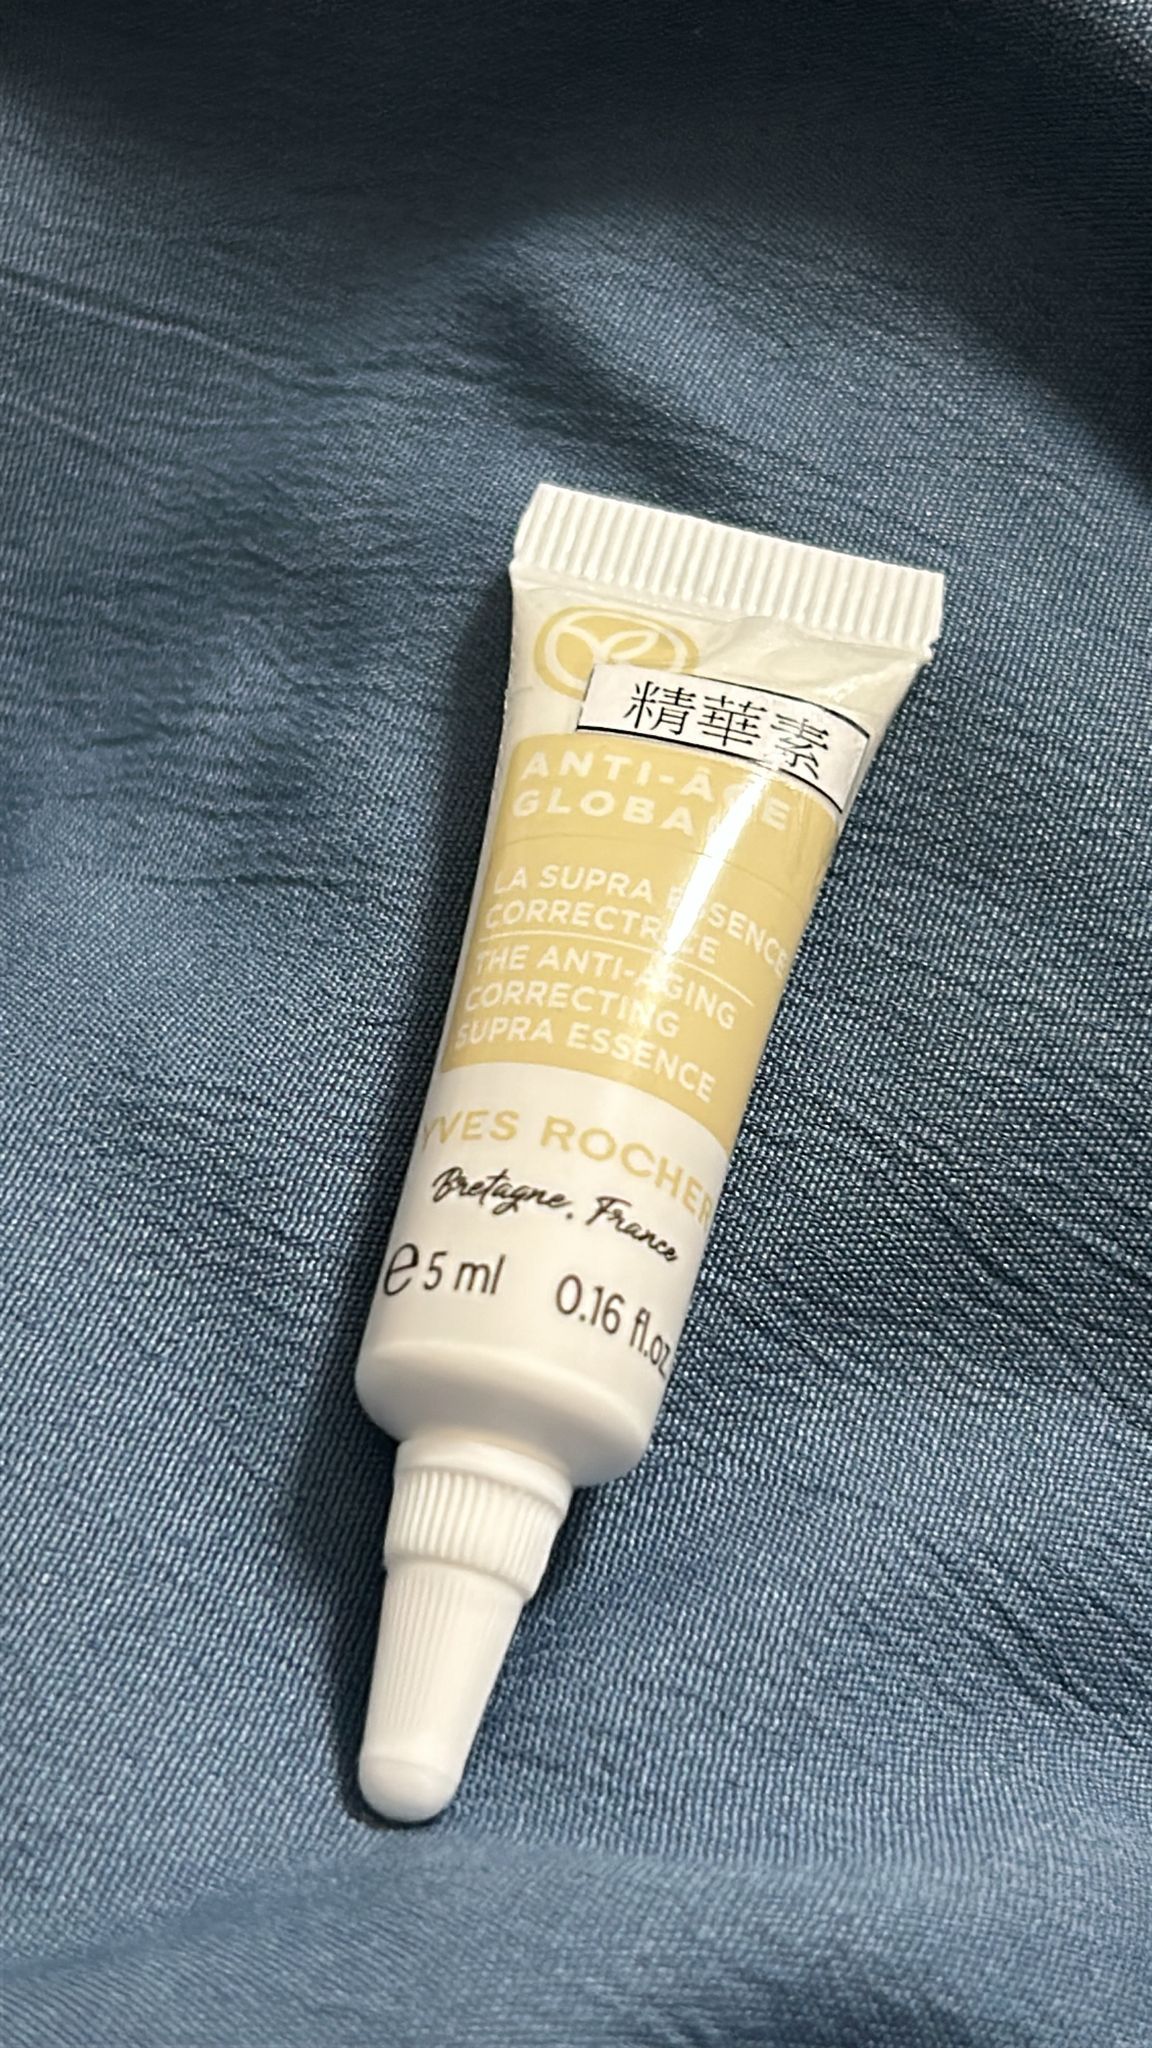 精華素
ANTI-ÂGE
GLOBAL
LA SUPRA ESSENCE
CORRECTRICE
THE ANTI-AGING
CORRECTING
SUPRA ESSENCE
YVES ROCHER
Bretagne, France
e 5 ml 0.16 fl.oz